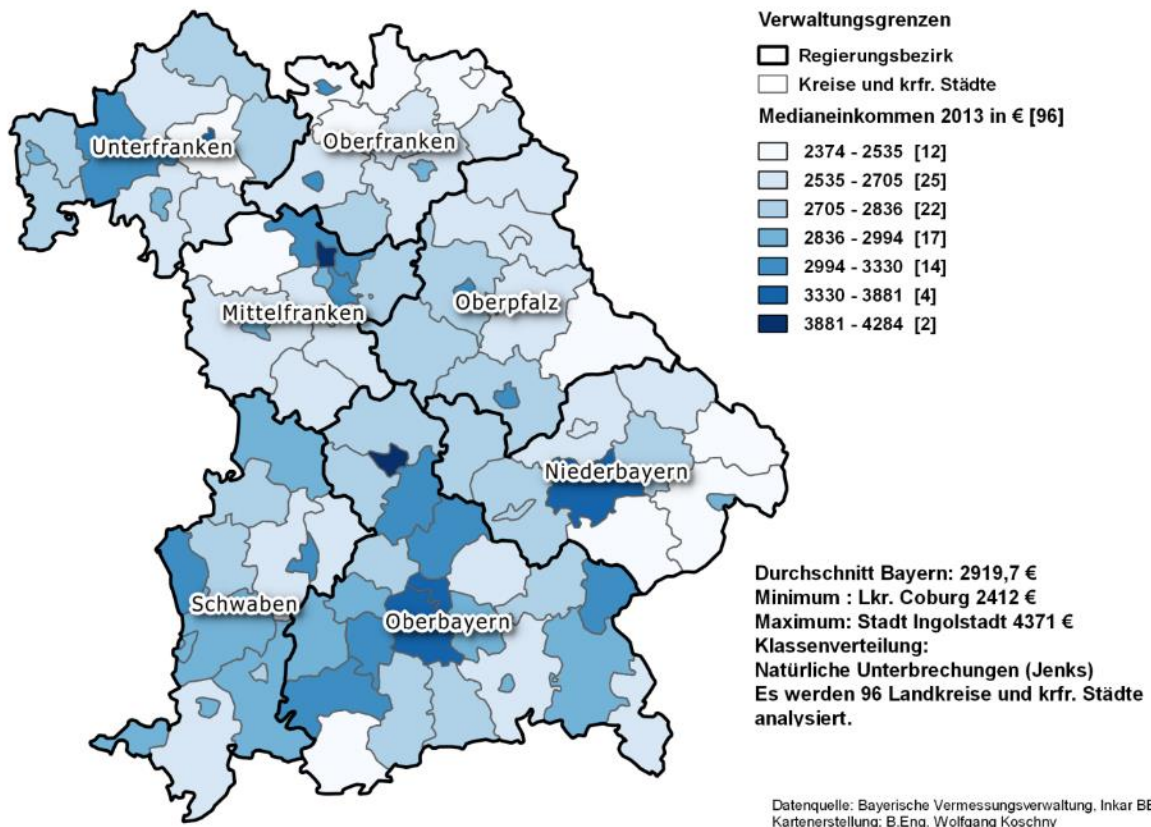 Verwaltungsgrenzen
Regierungsbezirk
Kreise und krfr. Städte
Medianeinkommen 2013 in € [96]
2374 - 2535 [12]
2535 - 2705 [25]
2705 - 2836 [22]
2836 - 2994 [17]
2994 - 3330 [14]
3330 - 3881 [4]
3881 - 4284 [2]
Unterfranken
Oberfranken
Mittelfranken
Oberpfalz
Niederbayern
Schwaben
Oberbayern
Durchschnitt Bayern: 2919,7 €
Minimum : Lkr. Coburg 2412 €
Maximum: Stadt Ingolstadt 4371 €
Klassenverteilung:
Natürliche Unterbrechungen (Jenks)
Es werden 96 Landkreise und krfr. Städte
analysiert.
Datenquelle: Bayerische Vermessungsverwaltung, Inkar
Kartenerstellung: B.Eng. Wolfgang Koschny